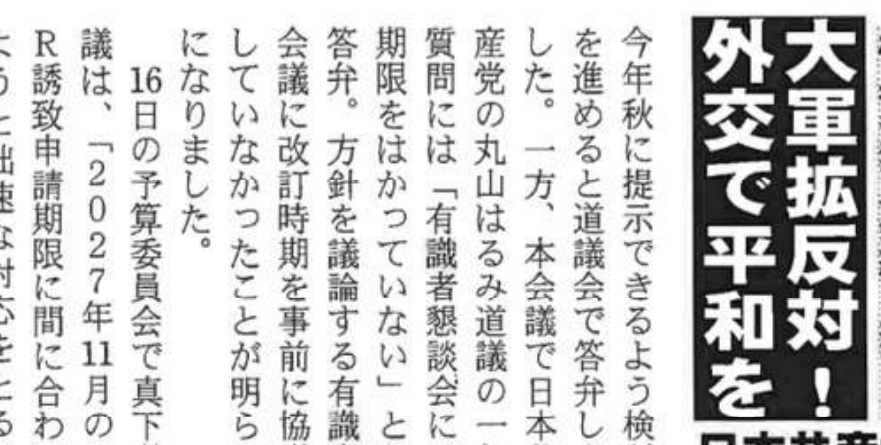 大軍拡反対!
外交で平和を
日本共産
今年秋に提示できるよう検
を進めると道議会で答弁し
した。一方、本会議で日本
産党の丸山はるみ道議の一
質問には「有識者懇談会に
期限をはかっていない」と
答弁。方針を議論する有識
会議に改訂時期を事前に協
していなかったことが明ら
になりました。
16日の予算委員会で真下
議は、「2027年11月の
R誘致申請期限に間に合わ
ようと拙速な対応をとる